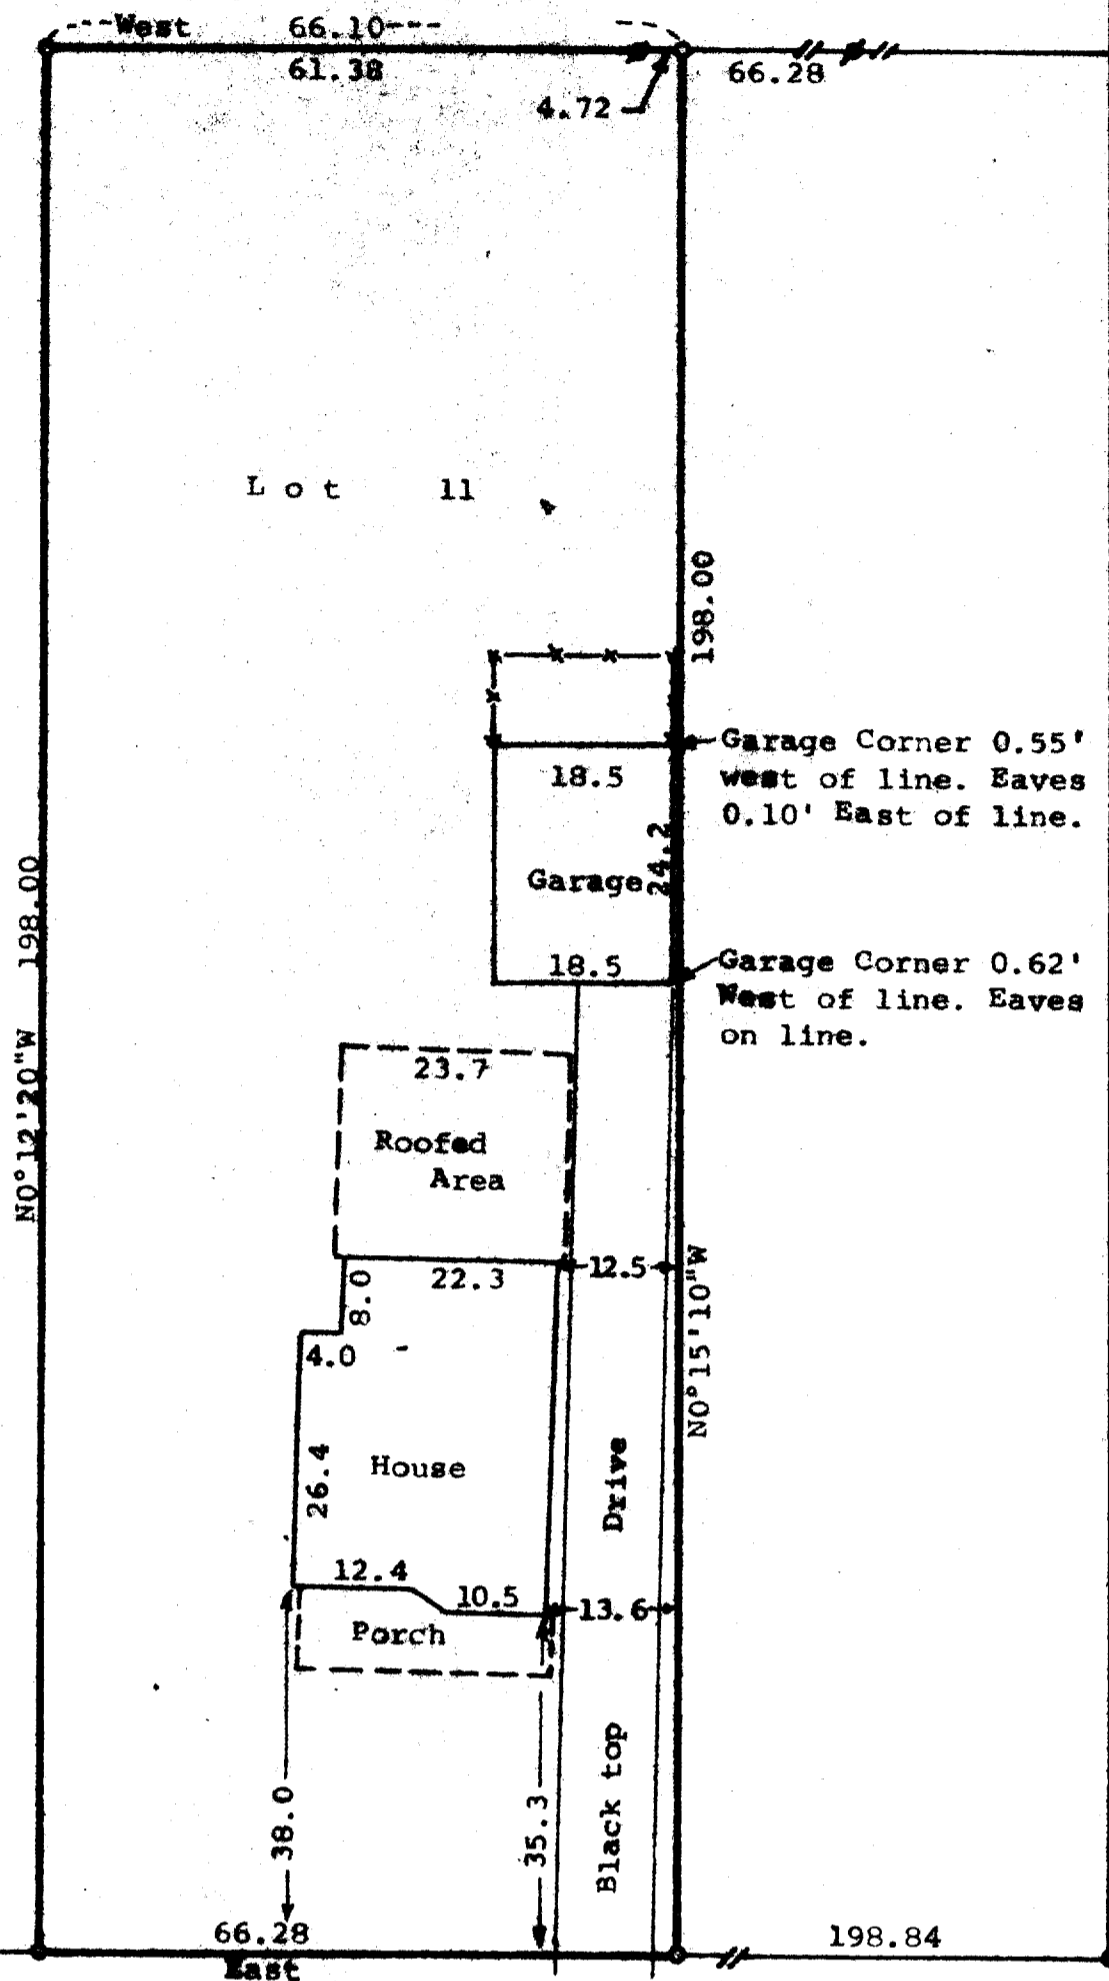 West 66.10
61.38
66.28
4.72
Lot 11
198.00
Garage Corner 0.55'
west of line. Eaves
0.10' East of line.
18.5
24.2
Garage
18.5
Garage Corner 0.62'
West of line. Eaves
on line.
N0°12'20"W 198.00
23.7
Roofed
Area
12.5
22.3
8.0
4.0
N0°15'10"W
House
26.4
Drive
12.4
10.5
13.6
Porch
Black top
38.0
35.3
66.28
East
198.84